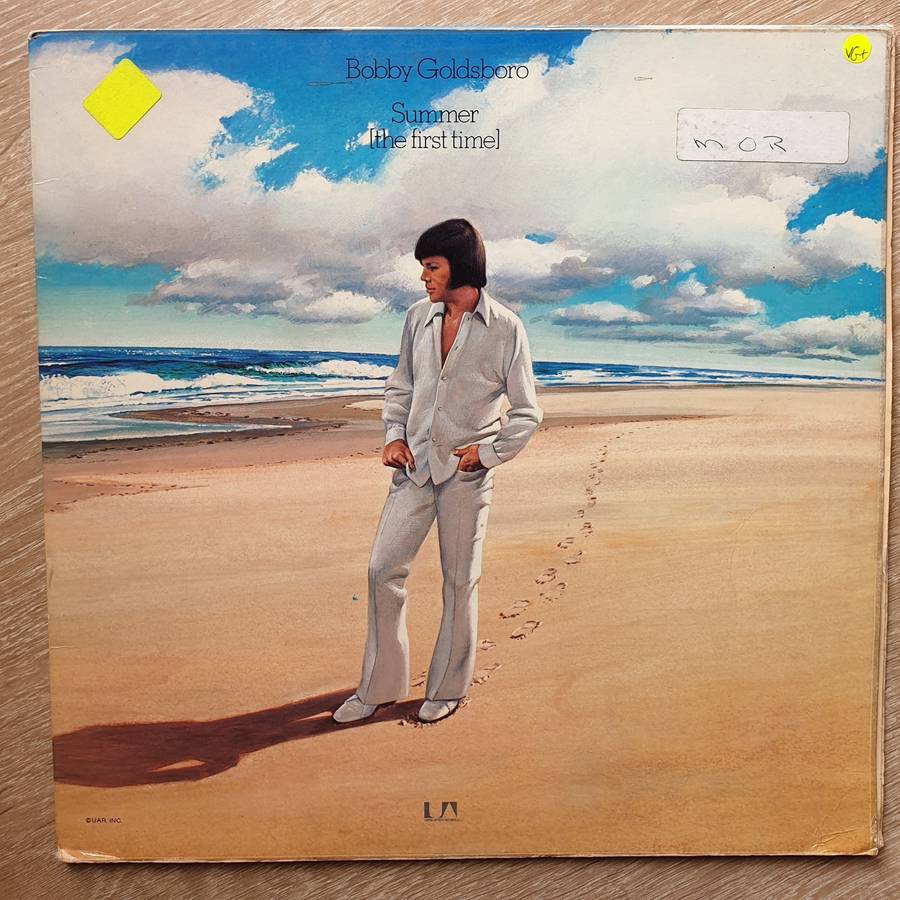 Bobby Goldsboro
VG+
Summer
[the first time]
M O R
©UAR, INC.
UA